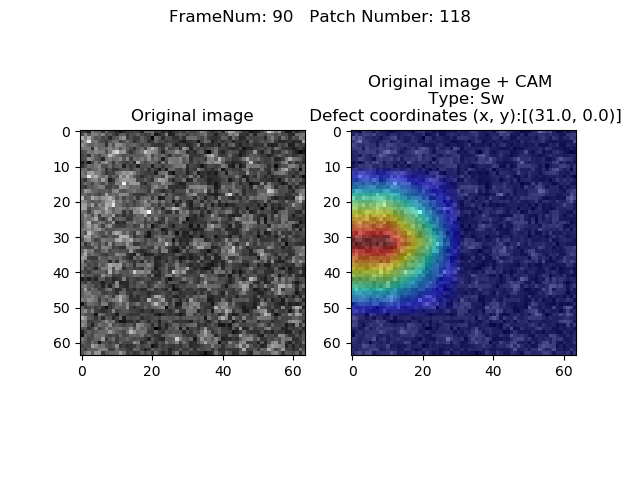 FrameNum: 90   Patch Number: 118
Original image
Original image + CAM
Type: Sw
Defect coordinates (x, y):[(31.0, 0.0)]
0
10
20
30
40
50
60
0 20 40 60
0
10
20
30
40
50
60
0 20 40 60